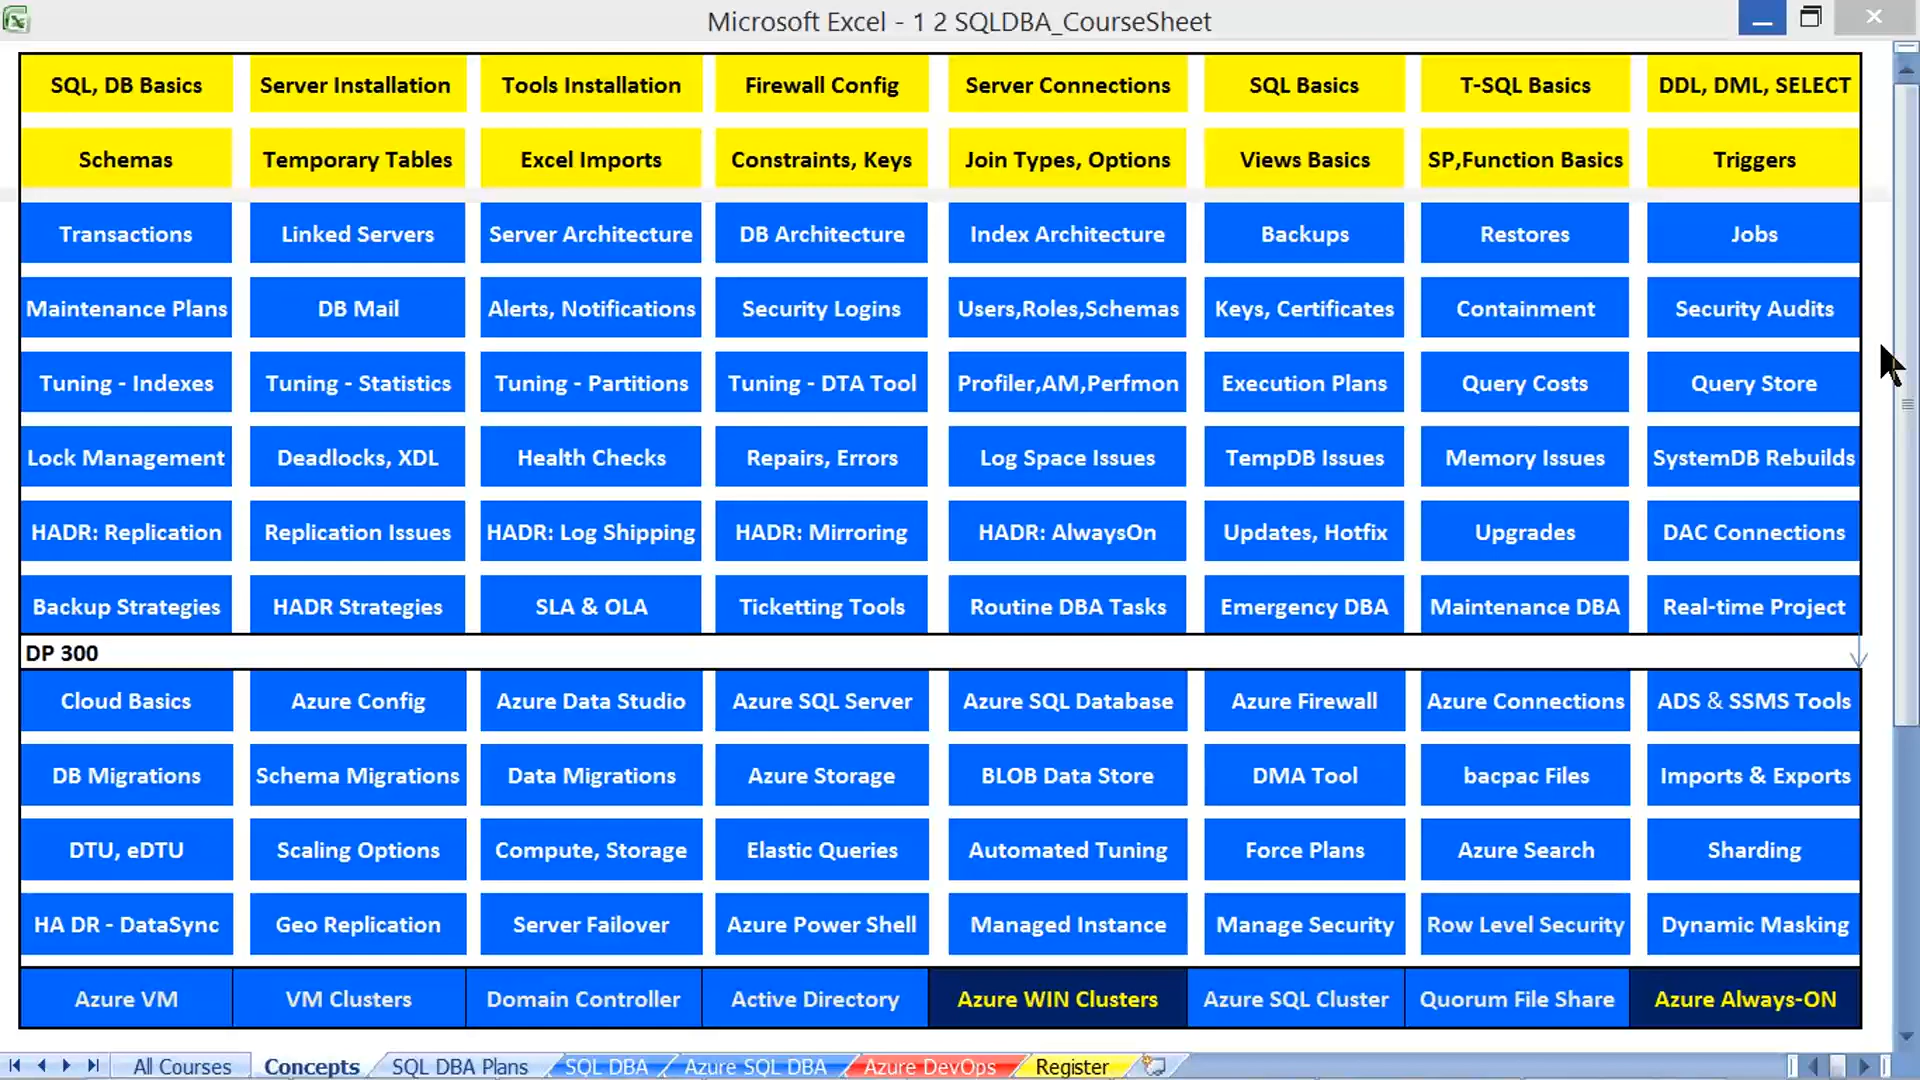 Microsoft Excel - 1 2 SQLDBA_CourseSheet
SQL, DB Basics Server Installation Tools Installation Firewall Config Server Connections SQL Basics T-SQL Basics DDL, DML, SELECT
Schemas Temporary Tables Excel Imports Constraints, Keys Join Types, Options Views Basics SP,Function Basics Triggers
Transactions Linked Servers Server Architecture DB Architecture Index Architecture Backups Restores Jobs
Maintenance Plans DB Mail Alerts, Notifications Security Logins Users,Roles,Schemas Keys, Certificates Containment Security Audits
Tuning - Indexes Tuning - Statistics Tuning - Partitions Tuning - DTA Tool Profiler,AM,Perfmon Execution Plans Query Costs Query Store
Lock Management Deadlocks, XDL Health Checks Repairs, Errors Log Space Issues TempDB Issues Memory Issues SystemDB Rebuilds
HADR: Replication Replication Issues HADR: Log Shipping HADR: Mirroring HADR: AlwaysOn Updates, Hotfix Upgrades DAC Connections
Backup Strategies HADR Strategies SLA & OLA Ticketting Tools Routine DBA Tasks Emergency DBA Maintenance DBA Real-time Project
DP 300
Cloud Basics Azure Config Azure Data Studio Azure SQL Server Azure SQL Database Azure Firewall Azure Connections ADS & SSMS Tools
DB Migrations Schema Migrations Data Migrations Azure Storage BLOB Data Store DMA Tool bacpac Files Imports & Exports
DTU, eDTU Scaling Options Compute, Storage Elastic Queries Automated Tuning Force Plans Azure Search Sharding
HA DR - DataSync Geo Replication Server Failover Azure Power Shell Managed Instance Manage Security Row Level Security Dynamic Masking
Azure VM VM Clusters Domain Controller Active Directory Azure WIN Clusters Azure SQL Cluster Quorum File Share Azure Always-ON
All Courses Concepts SQL DBA Plans SQL DBA Azure SQL DBA Azure DevOps Register